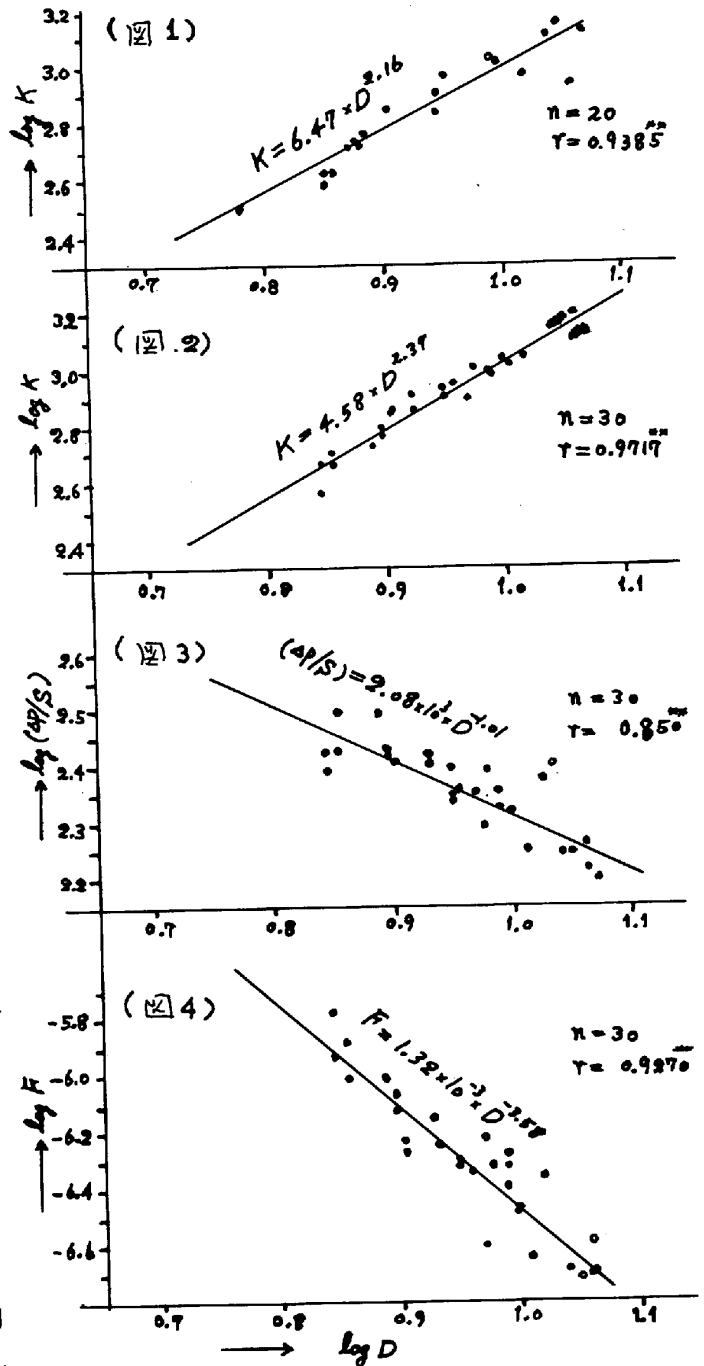 (図1)
→ log K
3.2
3.0
2.8
2.6
2.4
K=6.47×D^2.16
n=20
r=0.9385**
0.7 0.8 0.9 1.0 1.1
(図.2)
→ log K
3.2
3.0
2.8
2.6
2.4
K=4.58×D^2.37
n=30
r=0.9717**
0.7 0.8 0.9 1.0 1.1
(図3)
→ log (ΔP/S)
2.6
2.5
2.4
2.3
2.2
(ΔP/S)=2.08×10^3×D^-1.01
n=30
r= 0.850**
0.7 0.8 0.9 1.0 1.1
(図4)
→ log F
-5.8
-6.0
-6.2
-6.4
-6.6
F=1.32×10^-3×D^-3.58
n=30
r= 0.9270**
0.7 0.8 0.9 1.0 1.1
→ log D